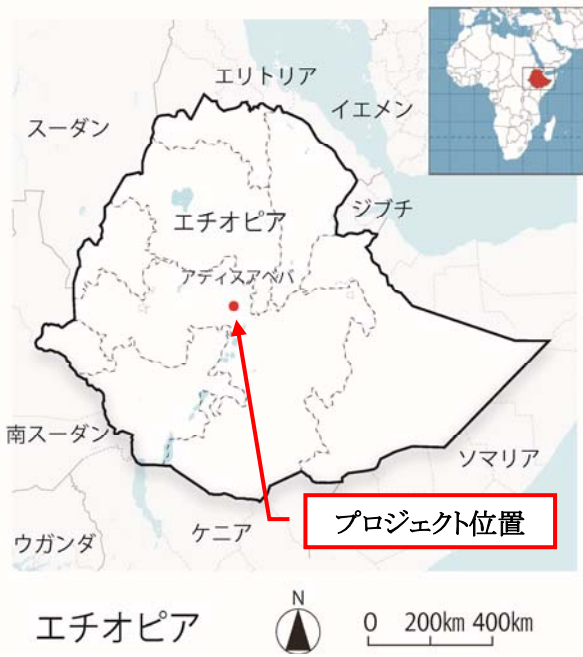 エリトリア
イエメン
スーダン
エチオピア
ジブチ
アディスアベバ
南スーダン
ソマリア
プロジェクト位置
ケニア
ウガンダ
エチオピア
N
0 200km 400km